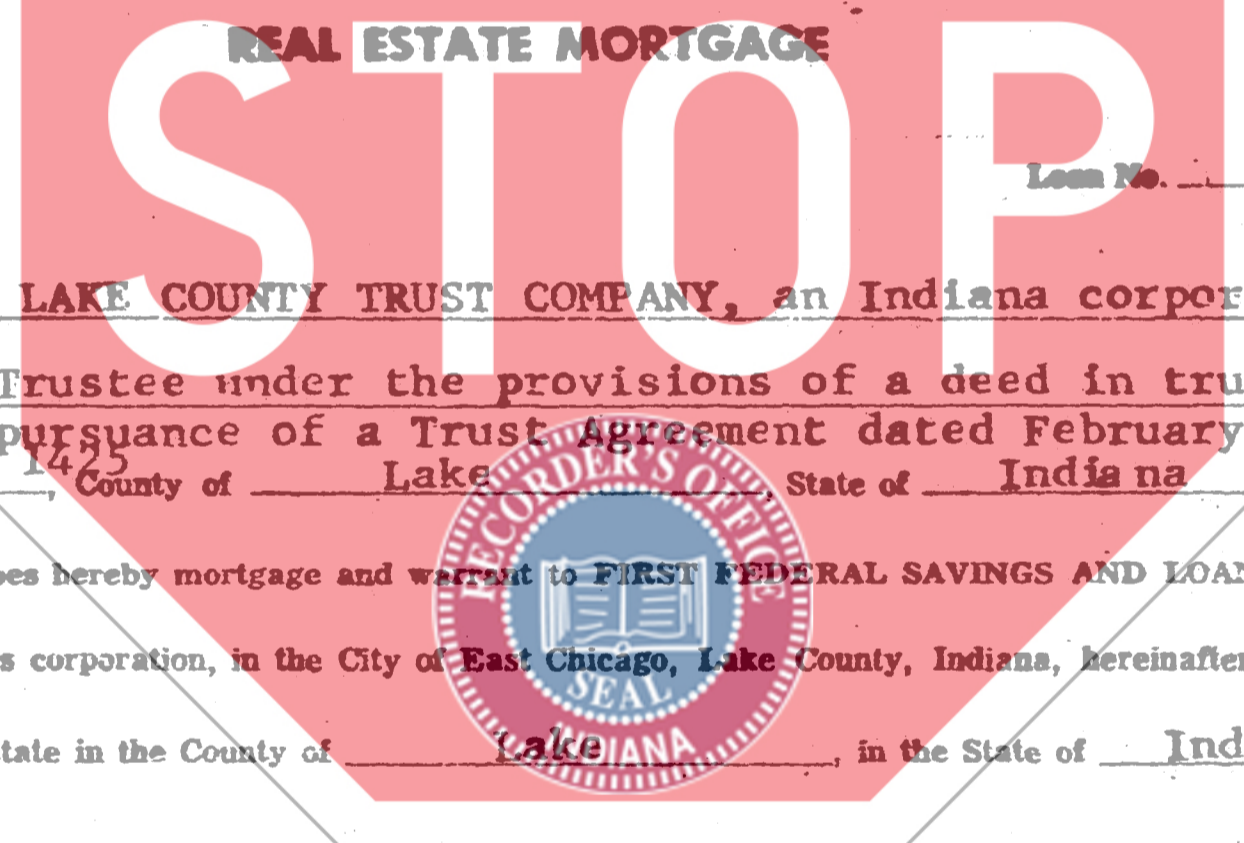 REAL ESTATE MORTGAGE
STOP
Loan No.
LAKE COUNTY TRUST COMPANY, an Indiana corpor
Trustee under the provisions of a deed in tru
pursuance of a Trust Agreement dated February
1425
, County of Lake, State of Indiana
oes hereby mortgage and warrant to FIRST FEDERAL SAVINGS AND LOAN
s corporation, in the City of East Chicago, Lake County, Indiana, hereinafter
tate in the County of Lake, in the State of Ind
RECORDER'S OFFICE
SEAL
INDIANA